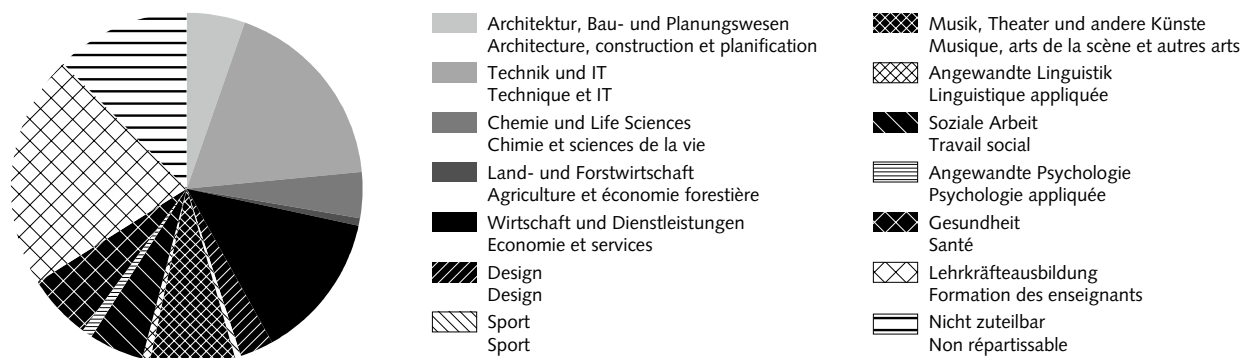 Architektur, Bau- und Planungswesen
Architecture, construction et planification
Technik und IT
Technique et IT
Chemie und Life Sciences
Chimie et sciences de la vie
Land- und Forstwirtschaft
Agriculture et économie forestière
Wirtschaft und Dienstleistungen
Economie et services
Design
Design
Sport
Sport
Musik, Theater und andere Künste
Musique, arts de la scène et autres arts
Angewandte Linguistik
Linguistique appliquée
Soziale Arbeit
Travail social
Angewandte Psychologie
Psychologie appliquée
Gesundheit
Santé
Lehrkräfteausbildung
Formation des enseignants
Nicht zuteilbar
Non répartissable